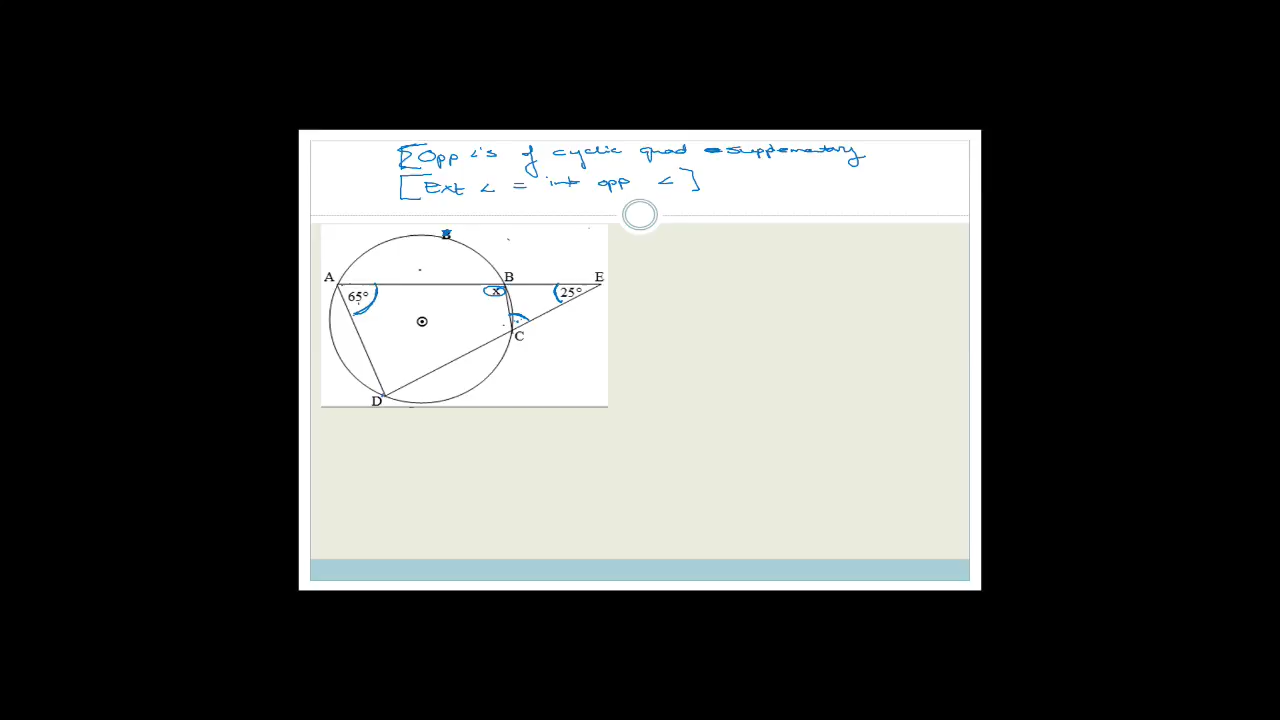 [Opp ∠'s of cyclic quad supplementary
[Ext ∠ = int opp ∠]
B
A B E
65° x 25°
C
D